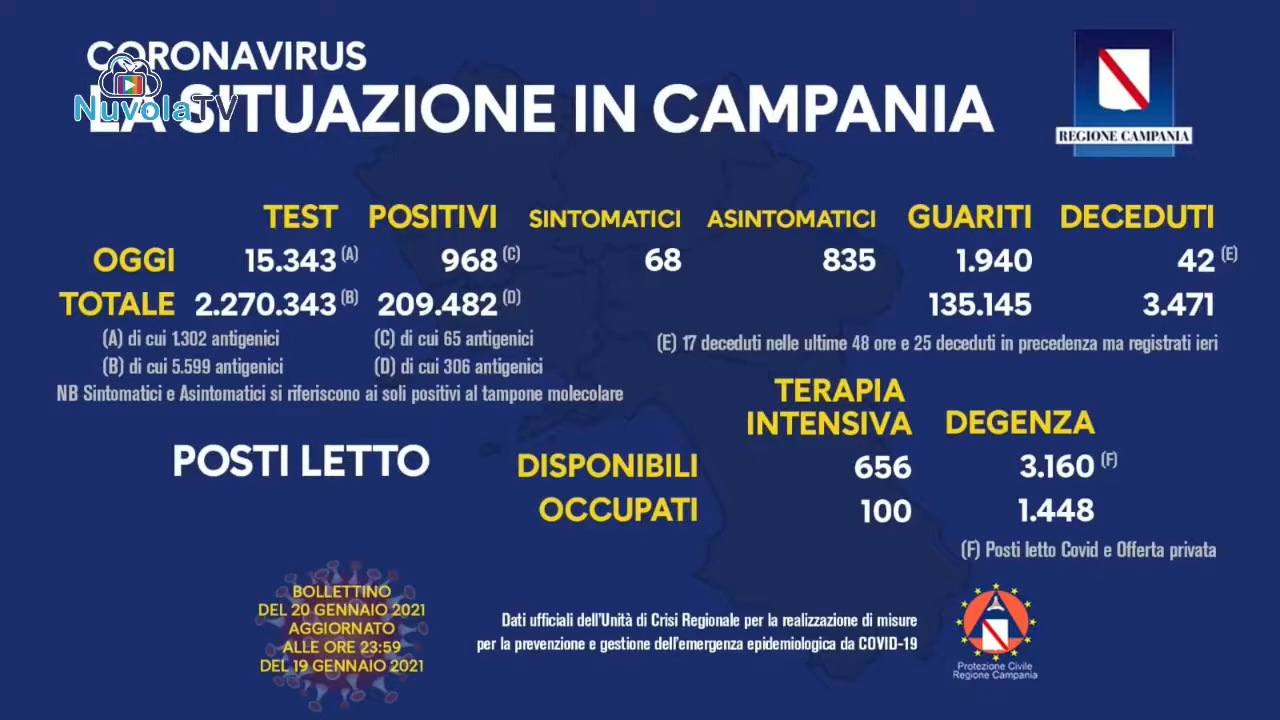 CORONAVIRUS
NuvolaTV
LA SITUAZIONE IN CAMPANIA
REGIONE CAMPANIA
TEST POSITIVI SINTOMATICI ASINTOMATICI GUARITI DECEDUTI
OGGI 15.343 (A) 968 (C) 68 835 1.940 42 (E)
TOTALE 2.270.343 (B) 209.482 (D) 135.145 3.471
(A) di cui 1.302 antigenici (C) di cui 65 antigenici (E) 17 deceduti nelle ultime 48 ore e 25 deceduti in precedenza ma registrati ieri
(B) di cui 5.599 antigenici (D) di cui 306 antigenici
NB Sintomatici e Asintomatici si riferiscono ai soli positivi al tampone molecolare
TERAPIA
INTENSIVA DEGENZA
POSTI LETTO
DISPONIBILI 656 3.160 (F)
OCCUPATI 100 1.448
(F) Posti letto Covid e Offerta privata
BOLLETTINO
DEL 20 GENNAIO 2021
AGGIORNATO
ALLE ORE 23:59
DEL 19 GENNAIO 2021
Dati ufficiali dell'Unità di Crisi Regionale per la realizzazione di misure
per la prevenzione e gestione dell'emergenza epidemiologica da COVID-19
Protezione Civile
Regione Campania